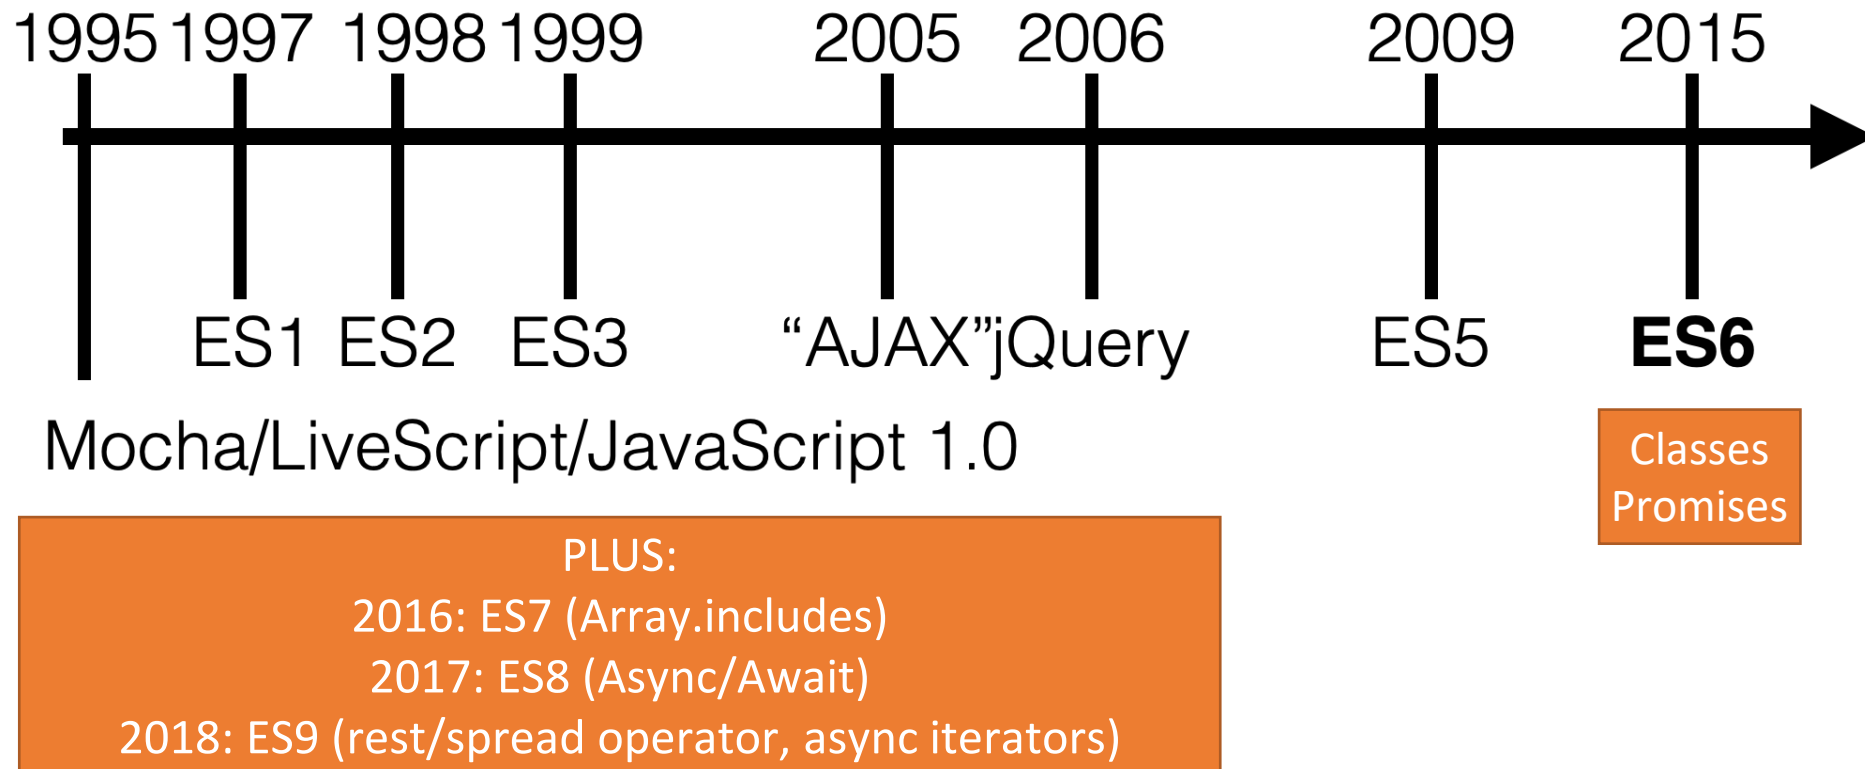 1995 1997 1998 1999 2005 2006 2009 2015
ES1 ES2 ES3 “AJAX” jQuery ES5 ES6
Mocha/LiveScript/JavaScript 1.0
Classes
Promises
PLUS:
2016: ES7 (Array.includes)
2017: ES8 (Async/Await)
2018: ES9 (rest/spread operator, async iterators)